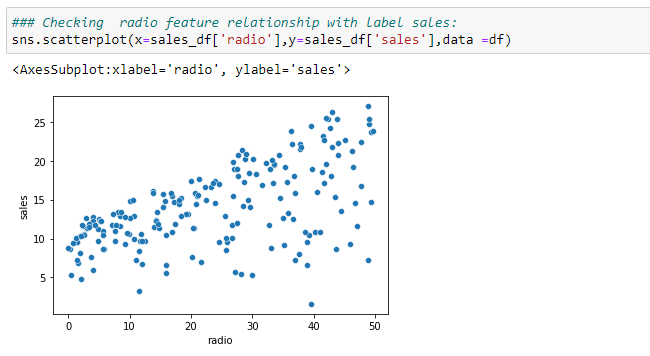 ### Checking  radio feature relationship with label sales:
sns.scatterplot(x=sales_df['radio'],y=sales_df['sales'],data =df)
<AxesSubplot:xlabel='radio', ylabel='sales'>
25
20
15
10
5
sales
0 10 20 30 40 50
radio